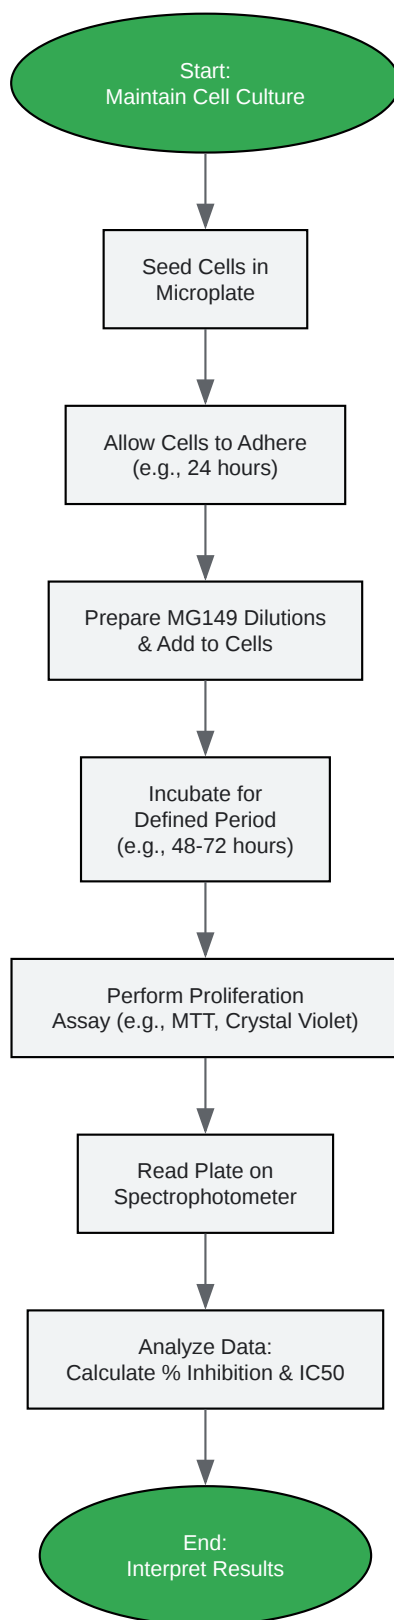 Start:
Maintain Cell Culture
Seed Cells in
Microplate
Allow Cells to Adhere
(e.g., 24 hours)
Prepare MG149 Dilutions
& Add to Cells
Incubate for
Defined Period
(e.g., 48-72 hours)
Perform Proliferation
Assay (e.g., MTT, Crystal Violet)
Read Plate on
Spectrophotometer
Analyze Data:
Calculate % Inhibition & IC50
End:
Interpret Results